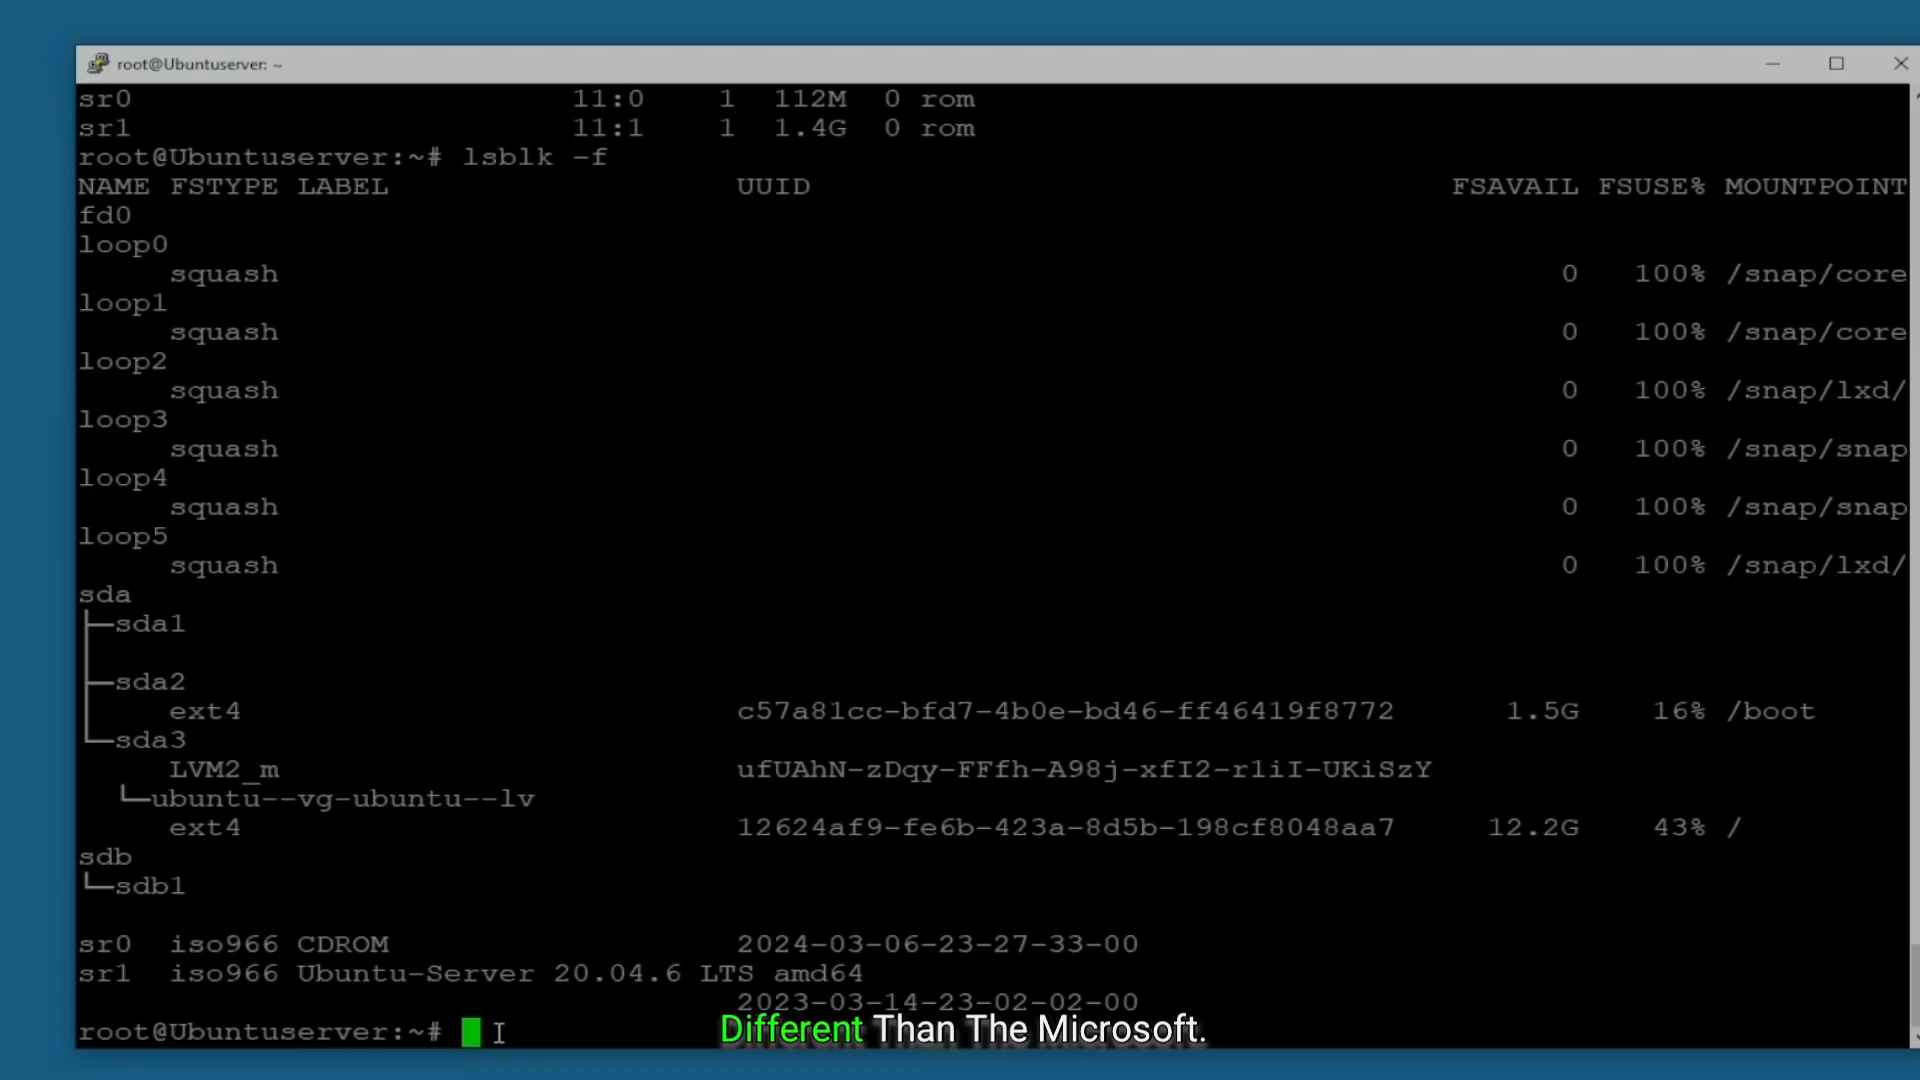 root@Ubuntuserver: ~
sr0 11:0 1 112M 0 rom
sr1 11:1 1 1.4G 0 rom
root@Ubuntuserver:~# lsblk -f
NAME FSTYPE LABEL UUID FSAVAIL FSUSE% MOUNTPOINT
fd0
loop0
squash 0 100% /snap/core
loop1
squash 0 100% /snap/core
loop2
squash 0 100% /snap/lxd/
loop3
squash 0 100% /snap/snap
loop4
squash 0 100% /snap/snap
loop5
squash 0 100% /snap/lxd/
sda
├─sda1
├─sda2
ext4 c57a81cc-bfd7-4b0e-bd46-ff46419f8772 1.5G 16% /boot
└─sda3
LVM2_m ufUAhN-zDqy-FFfh-A98j-xfI2-r1iI-UKiSzY
└─ubuntu--vg-ubuntu--lv
ext4 12624af9-fe6b-423a-8d5b-198cf8048aa7 12.2G 43% /
sdb
└─sdb1
sr0 iso966 CDROM 2024-03-06-23-27-33-00
sr1 iso966 Ubuntu-Server 20.04.6 LTS amd64
2023-03-14-23-02-02-00
root@Ubuntuserver:~#
Different Than The Microsoft.